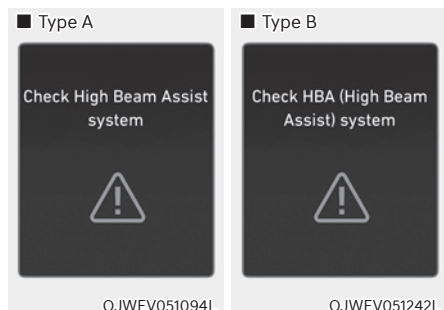 ■ Type A
Check High Beam Assist
system
OJWEV051094L
■ Type B
Check HBA (High Beam
Assist) system
OJWEV051242L